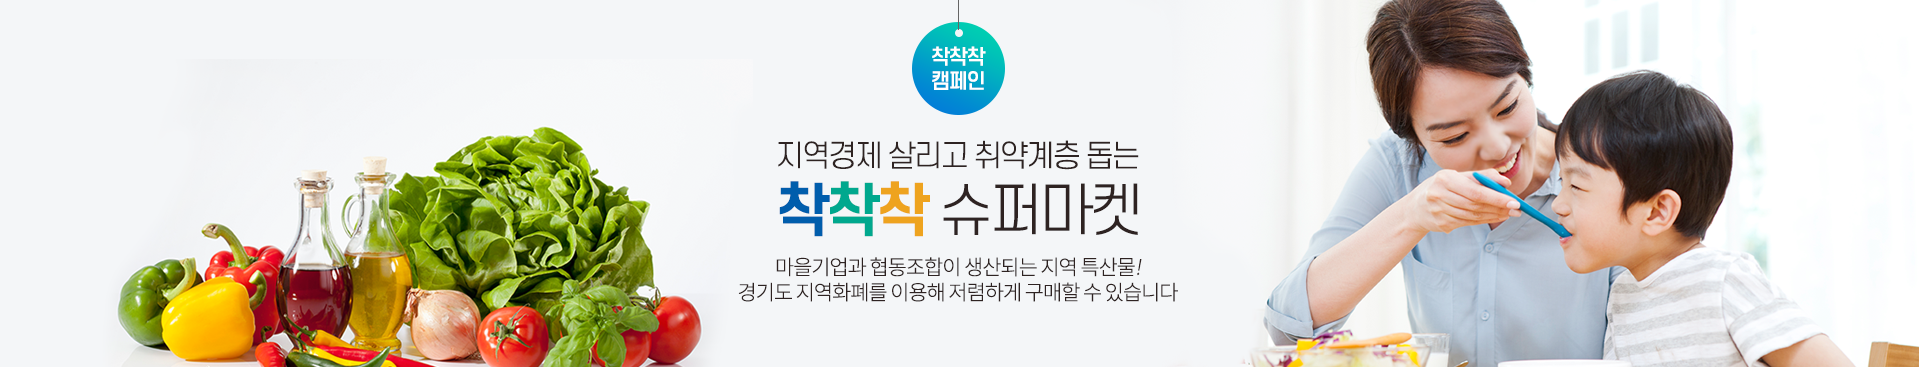 착착착
캠페인
지역경제 살리고 취약계층 돕는
착착착 슈퍼마켓
마을기업과 협동조합이 생산되는 지역 특산물!
경기도 지역화폐를 이용해 저렴하게 구매할 수 있습니다